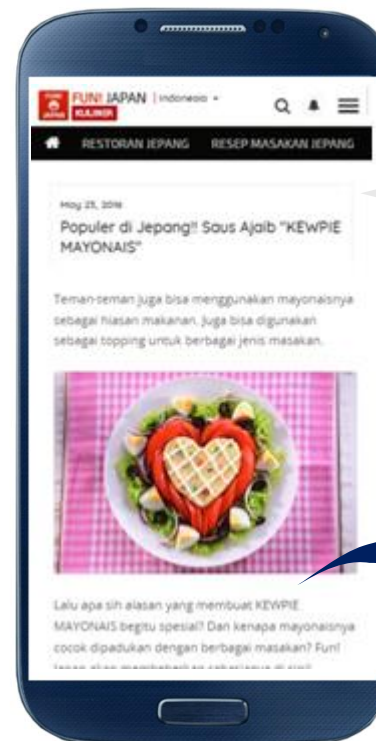 FUN! JAPAN
FUN! JAPAN | Indonesia
KULINER
RESTORAN JEPANG RESEP MASAKAN JEPANG
May 25, 2016
Populer di Jepang!! Saus Ajaib "KEWPIE
MAYONAIS"
Teman-teman juga bisa menggunakan mayonaisnya
sebagai hiasan makanan. Juga bisa digunakan
sebagai topping untuk berbagai jenis masakan.
Lalu apa sih alasan yang membuat KEWPIE
MAYONAIS begitu spesial? Dan kenapa mayonaisnya
cocok dipadukan dengan berbagai masakan? Fun!